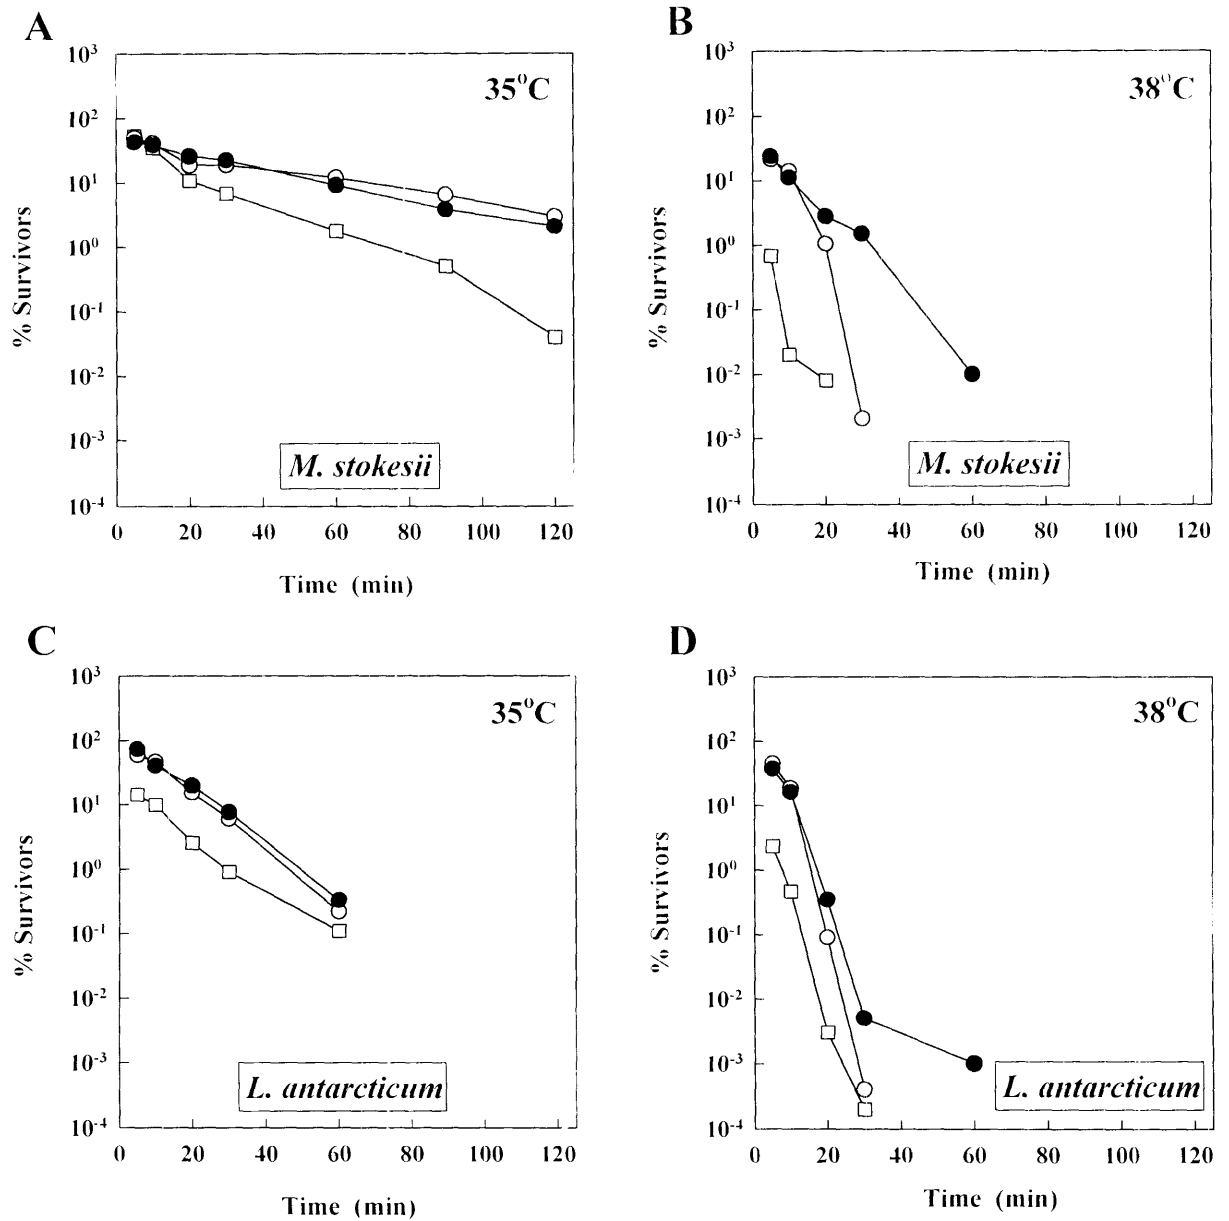 A
35°C
10³
10²
10¹
10⁰
10⁻¹
10⁻²
10⁻³
10⁻⁴
% Survivors
M. stokesii
0 20 40 60 80 100 120
Time (min)
B
38°C
10³
10²
10¹
10⁰
10⁻¹
10⁻²
10⁻³
10⁻⁴
% Survivors
M. stokesii
0 20 40 60 80 100 120
Time (min)
C
35°C
10³
10²
10¹
10⁰
10⁻¹
10⁻²
10⁻³
10⁻⁴
% Survivors
L. antarcticum
0 20 40 60 80 100 120
Time (min)
D
38°C
10³
10²
10¹
10⁰
10⁻¹
10⁻²
10⁻³
10⁻⁴
% Survivors
L. antarcticum
0 20 40 60 80 100 120
Time (min)